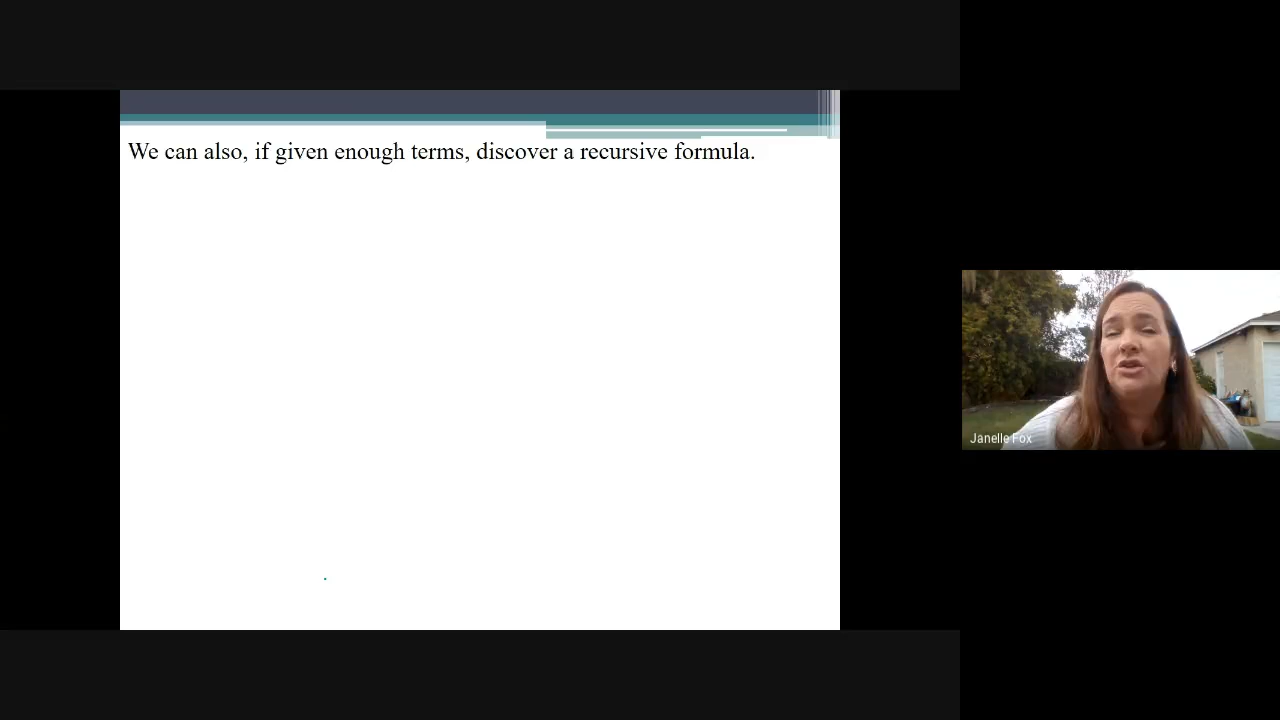 We can also, if given enough terms, discover a recursive formula.
Janelle Fox